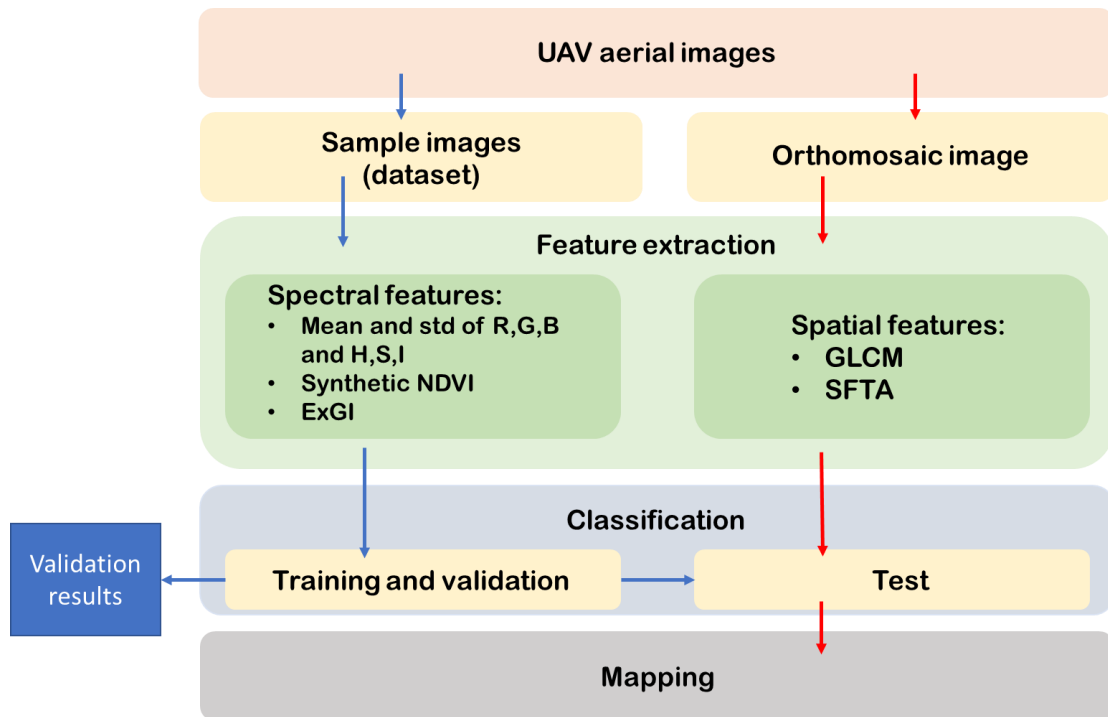 UAV aerial images
Sample images
(dataset)
Orthomosaic image
Feature extraction
Spectral features:
• Mean and std of R,G,B
and H,S,I
• Synthetic NDVI
• ExGI
Spatial features:
• GLCM
• SFTA
Classification
Validation
results
Training and validation
Test
Mapping